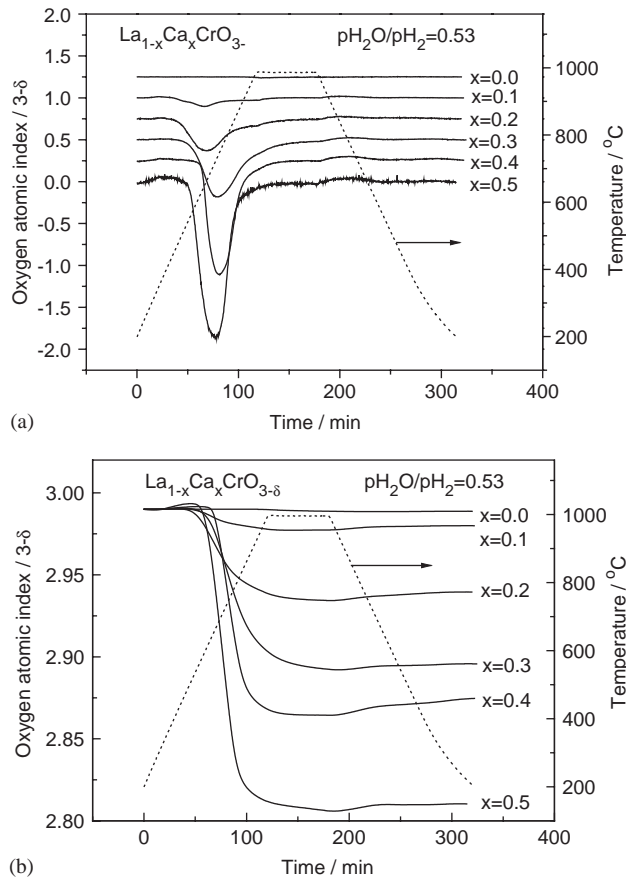 La₁₋ₓCaₓCrO₃₋ pH₂O/pH₂=0.53
2.0
1.5
1.0
0.5
0.0
-0.5
-1.0
-1.5
-2.0
Oxygen atomic index / 3-δ
x=0.0
x=0.1
x=0.2
x=0.3
x=0.4
x=0.5
1000
800
600
400
200
Temperature / °C
0 100 200 300 400
Time / min
(a)
La₁₋ₓCaₓCrO₃₋δ pH₂O/pH₂=0.53
3.00
2.95
2.90
2.85
2.80
Oxygen atomic index / 3-δ
x=0.0
x=0.1
x=0.2
x=0.3
x=0.4
x=0.5
1000
900
800
700
600
500
400
300
200
100
Temperature / °C
0 100 200 300 400
Time / min
(b)